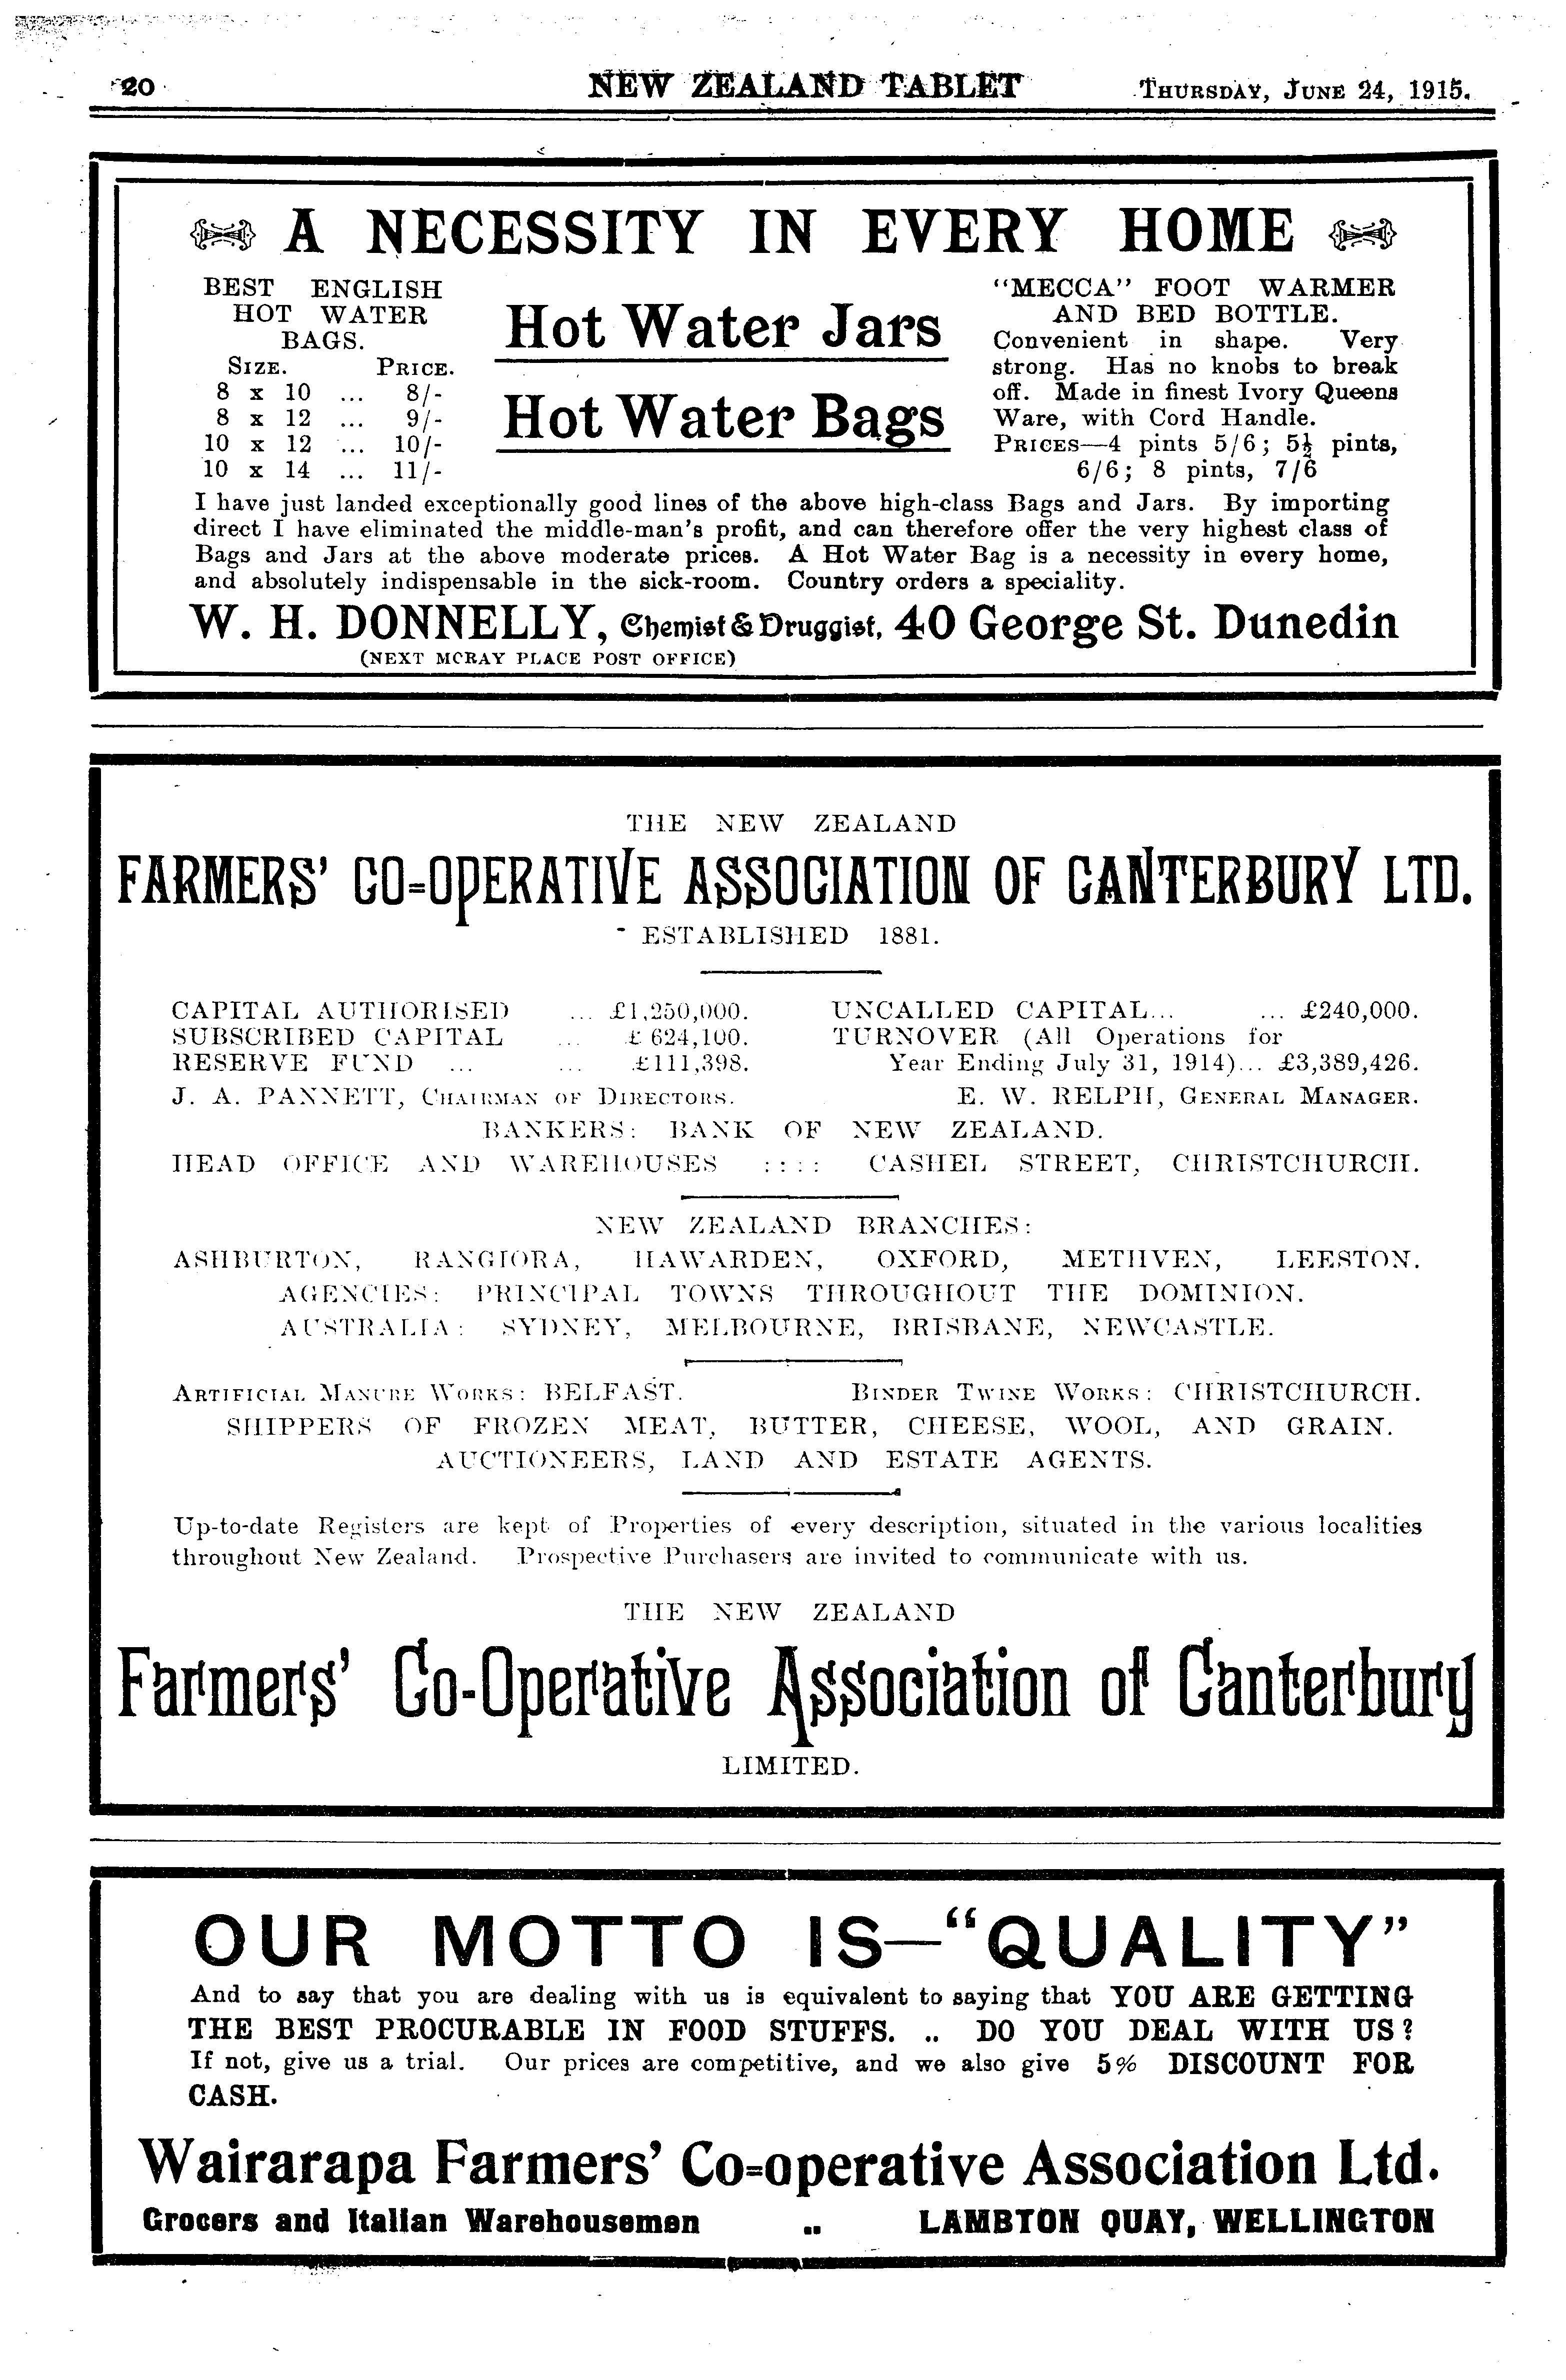 20 NEW ZEALAND TABLET THURSDAY, JUNE 24, 1915.
A NECESSITY IN EVERY HOME
BEST ENGLISH
HOT WATER
BAGS.
SIZE. PRICE.
8 x 10 ... 8/-
8 x 12 ... 9/-
10 x 12 ... 10/-
10 x 14 ... 11/-
Hot Water Jars
Hot Water Bags
"MECCA" FOOT WARMER
AND BED BOTTLE.
Convenient in shape. Very
strong. Has no knobs to break
off. Made in finest Ivory Queens
Ware, with Cord Handle.
PRICES—4 pints 5/6; 5½ pints,
6/6; 8 pints, 7/6
I have just landed exceptionally good lines of the above high-class Bags and Jars. By importing
direct I have eliminated the middle-man's profit, and can therefore offer the very highest class of
Bags and Jars at the above moderate prices. A Hot Water Bag is a necessity in every home,
and absolutely indispensable in the sick-room. Country orders a speciality.
W. H. DONNELLY, Chemist & Druggist, 40 George St. Dunedin
(NEXT MCRAY PLACE POST OFFICE)
THE NEW ZEALAND
FARMERS' CO=OPERATIVE ASSOCIATION OF CANTERBURY LTD.
ESTABLISHED 1881.
CAPITAL AUTHORISED ... £1,250,000. UNCALLED CAPITAL... ... £240,000.
SUBSCRIBED CAPITAL ... £ 624,100. TURNOVER (All Operations for
RESERVE FUND ... ... £111,398. Year Ending July 31, 1914)... £3,389,426.
J. A. PANNETT, CHAIRMAN OF DIRECTORS. E. W. RELPH, GENERAL MANAGER.
BANKERS: BANK OF NEW ZEALAND.
HEAD OFFICE AND WAREHOUSES :::: CASHEL STREET, CHRISTCHURCH.
NEW ZEALAND BRANCHES:
ASHBURTON, RANGIORA, HAWARDEN, OXFORD, METHVEN, LEESTON.
AGENCIES: PRINCIPAL TOWNS THROUGHOUT THE DOMINION.
AUSTRALIA: SYDNEY, MELBOURNE, BRISBANE, NEWCASTLE.
ARTIFICIAL MANURE WORKS: BELFAST. BINDER TWINE WORKS: CHRISTCHURCH.
SHIPPERS OF FROZEN MEAT, BUTTER, CHEESE, WOOL, AND GRAIN.
AUCTIONEERS, LAND AND ESTATE AGENTS.
Up-to-date Registers are kept of Properties of every description, situated in the various localities
throughout New Zealand. Prospective Purchasers are invited to communicate with us.
THE NEW ZEALAND
Farmers' Co-Operative Association of Canterbury
LIMITED.
OUR MOTTO IS—"QUALITY"
And to say that you are dealing with us is equivalent to saying that YOU ARE GETTING
THE BEST PROCURABLE IN FOOD STUFFS. .. DO YOU DEAL WITH US?
If not, give us a trial. Our prices are competitive, and we also give 5% DISCOUNT FOR
CASH.
Wairarapa Farmers' Co=operative Association Ltd.
Grocers and Italian Warehousemen .. LAMBTON QUAY, WELLINGTON